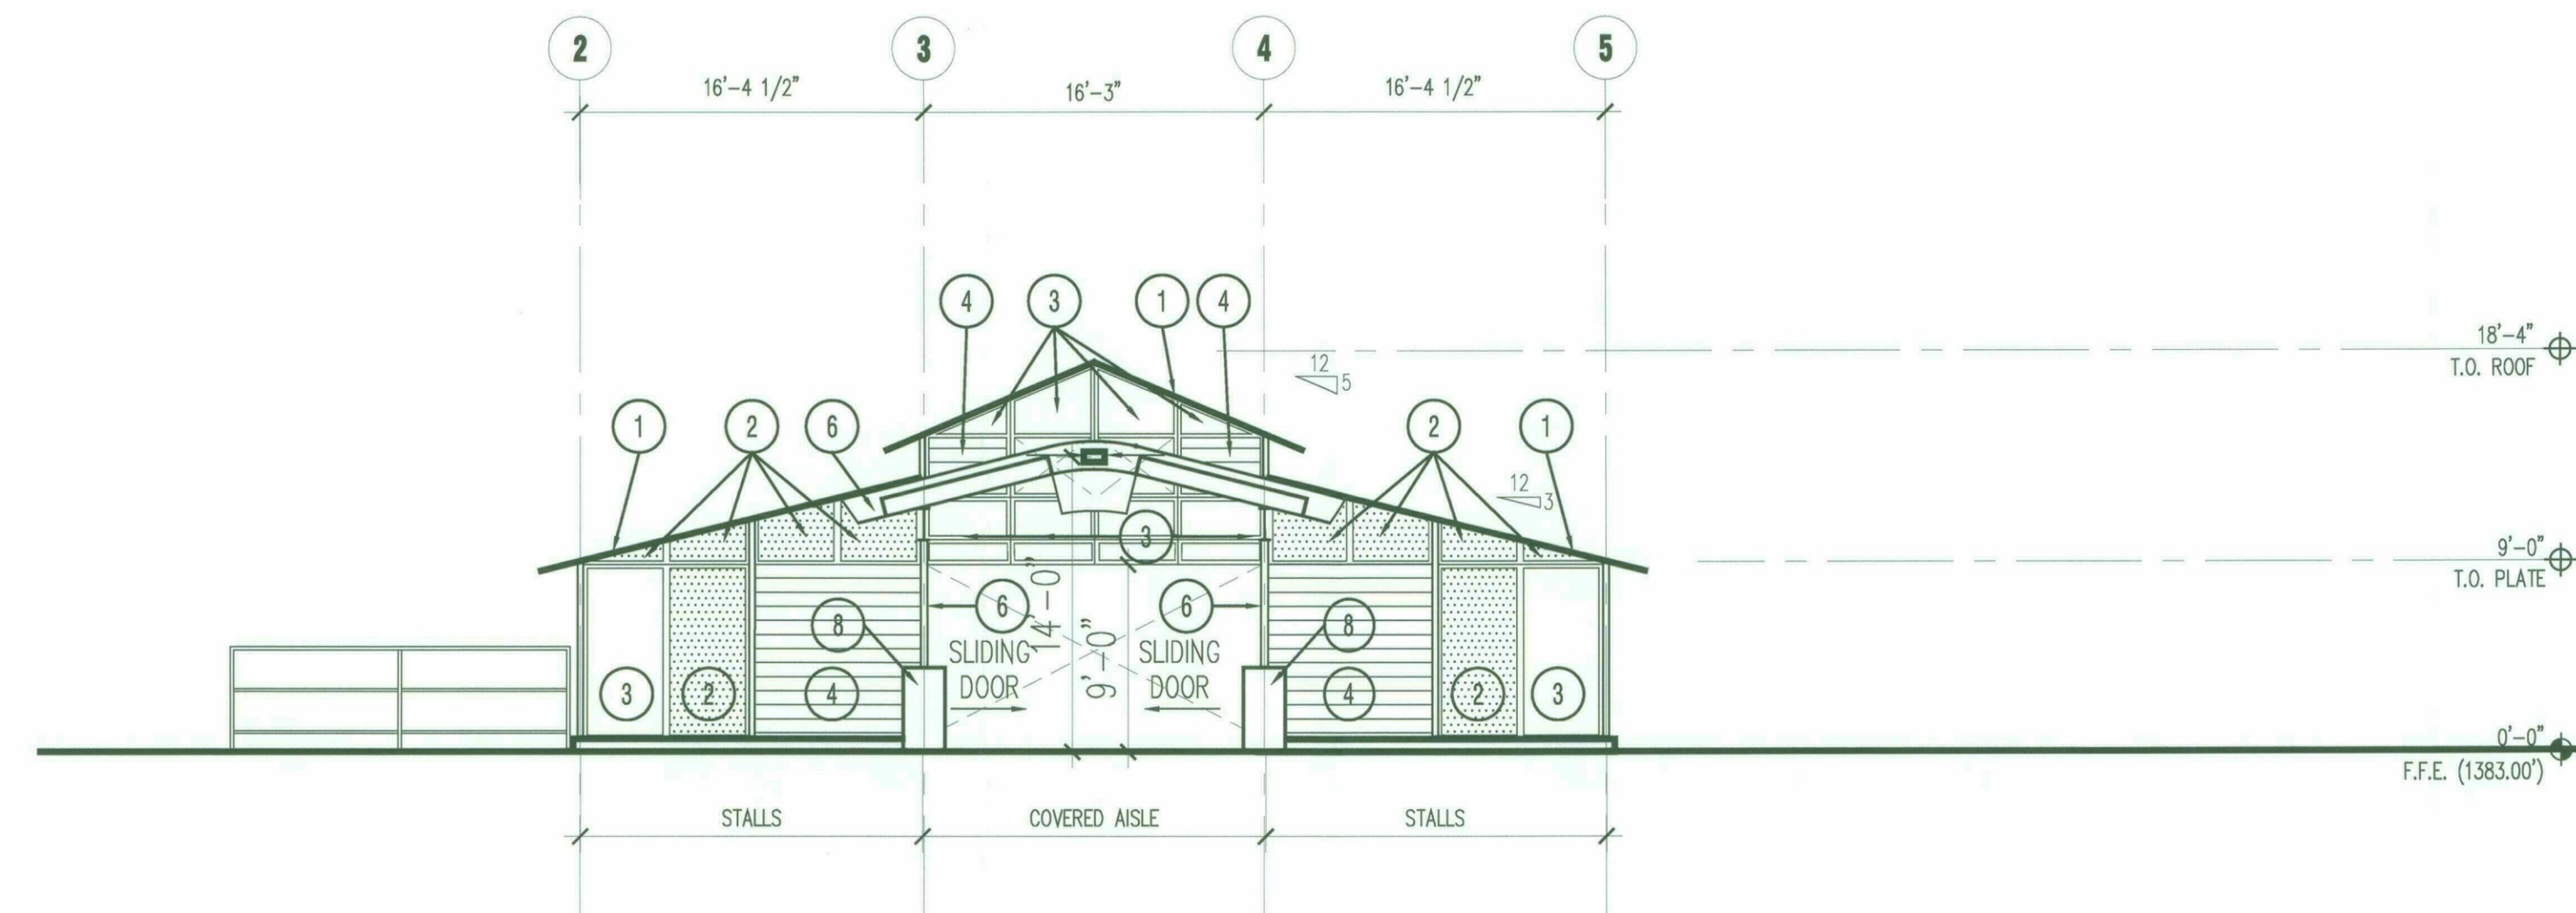 2 3 4 5
16'-4 1/2" 16'-3" 16'-4 1/2"
4 3 1 4
18'-4"
T.O. ROOF
12
5
1 2 6 2 1
12
3
3
9'-0"
T.O. PLATE
14'-0"
9'-0"
6 6
8 8
SLIDING
DOOR
SLIDING
DOOR
3 2 4 4 2 3
0'-0"
F.F.E. (1383.00')
STALLS COVERED AISLE STALLS